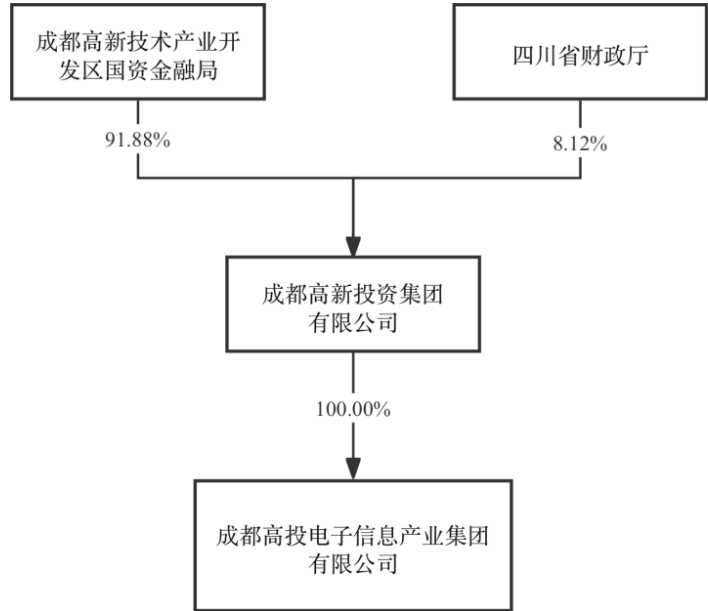 成都高新技术产业开
发区国资金融局
四川省财政厅
91.88%
8.12%
成都高新投资集团
有限公司
100.00%
成都高投电子信息产业集团
有限公司